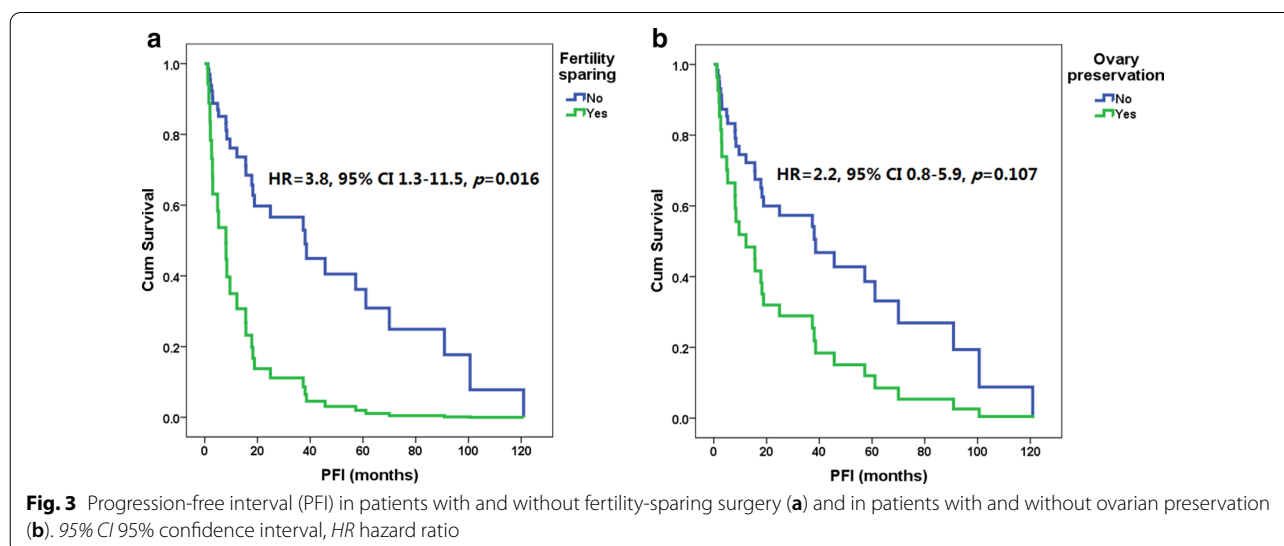 a
Fertility
sparing
No
Yes
1.0
0.8
0.6
0.4
0.2
0.0
Cum Survival
HR=3.8, 95% CI 1.3-11.5, p=0.016
0 20 40 60 80 100 120
PFI (months)
b
Ovary
preservation
No
Yes
1.0
0.8
0.6
0.4
0.2
0.0
Cum Survival
HR=2.2, 95% CI 0.8-5.9, p=0.107
0 20 40 60 80 100 120
PFI (months)
Fig. 3 Progression-free interval (PFI) in patients with and without fertility-sparing surgery (a) and in patients with and without ovarian preservation
(b). 95% CI 95% confidence interval, HR hazard ratio